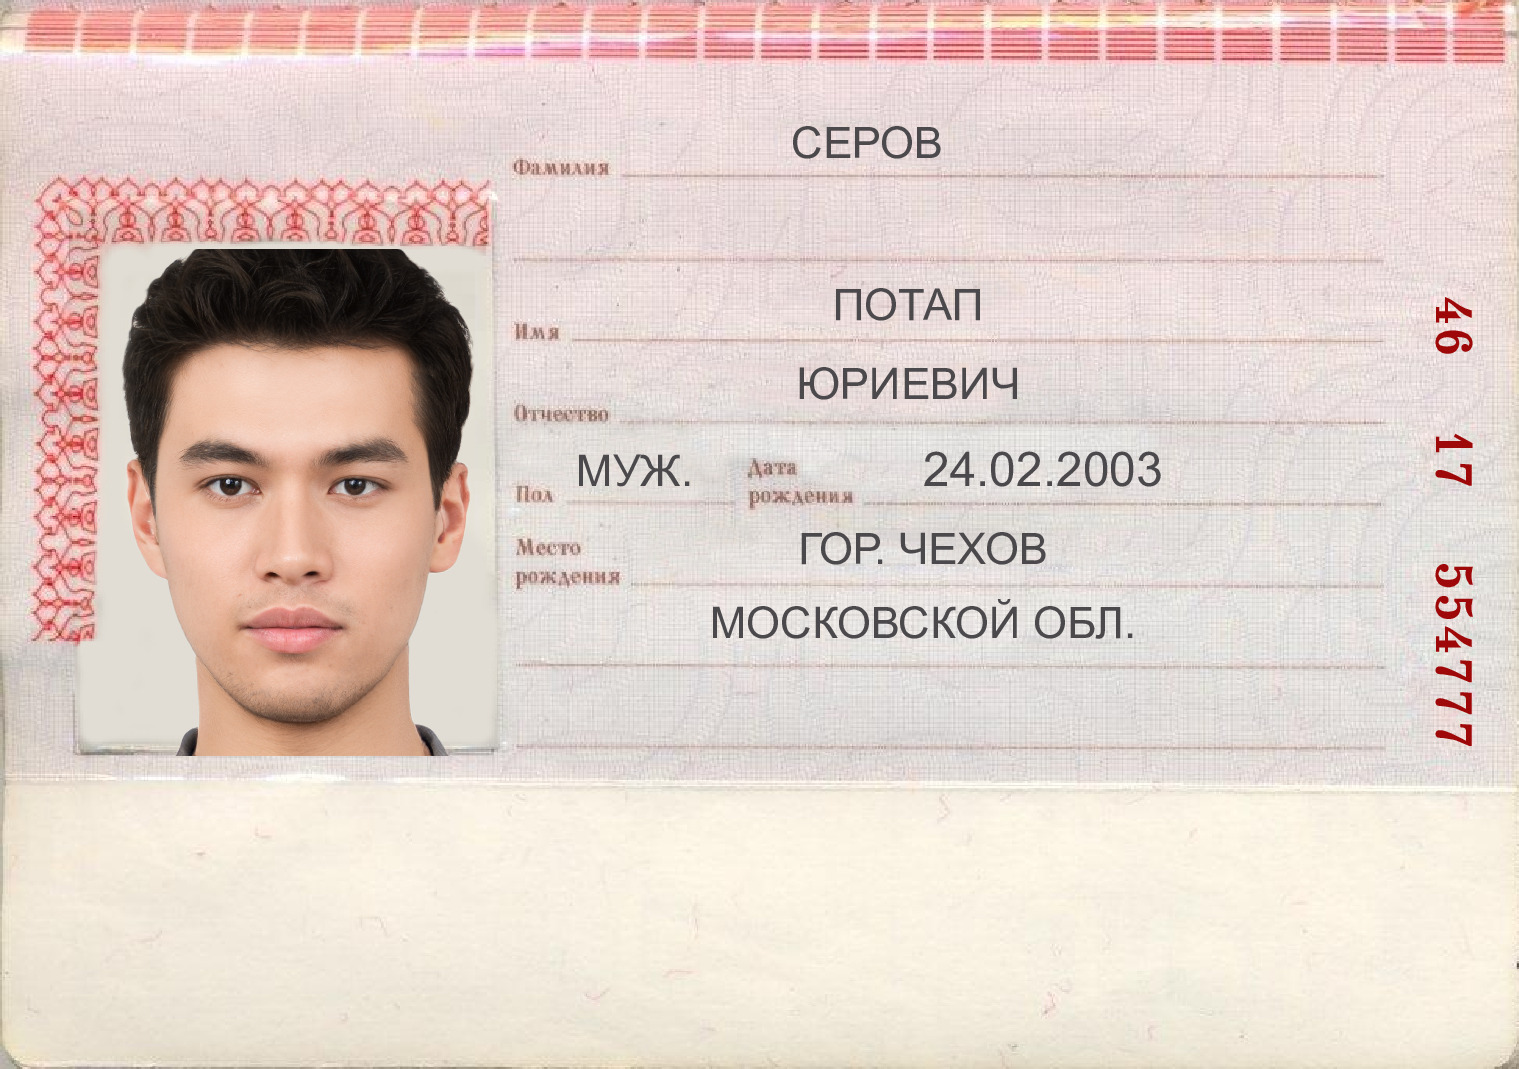 СЕРОВ
Фамилия
ПОТАП
Имя
ЮРИЕВИЧ
Отчество
МУЖ. Дата 24.02.2003
Пол рождения
Место ГОР. ЧЕХОВ
рождения
МОСКОВСКОЙ ОБЛ.
46 17 554777